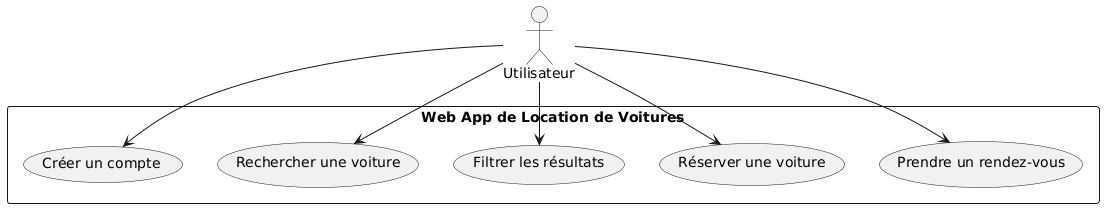 Utilisateur
Web App de Location de Voitures
Créer un compte
Rechercher une voiture
Filtrer les résultats
Réserver une voiture
Prendre un rendez-vous